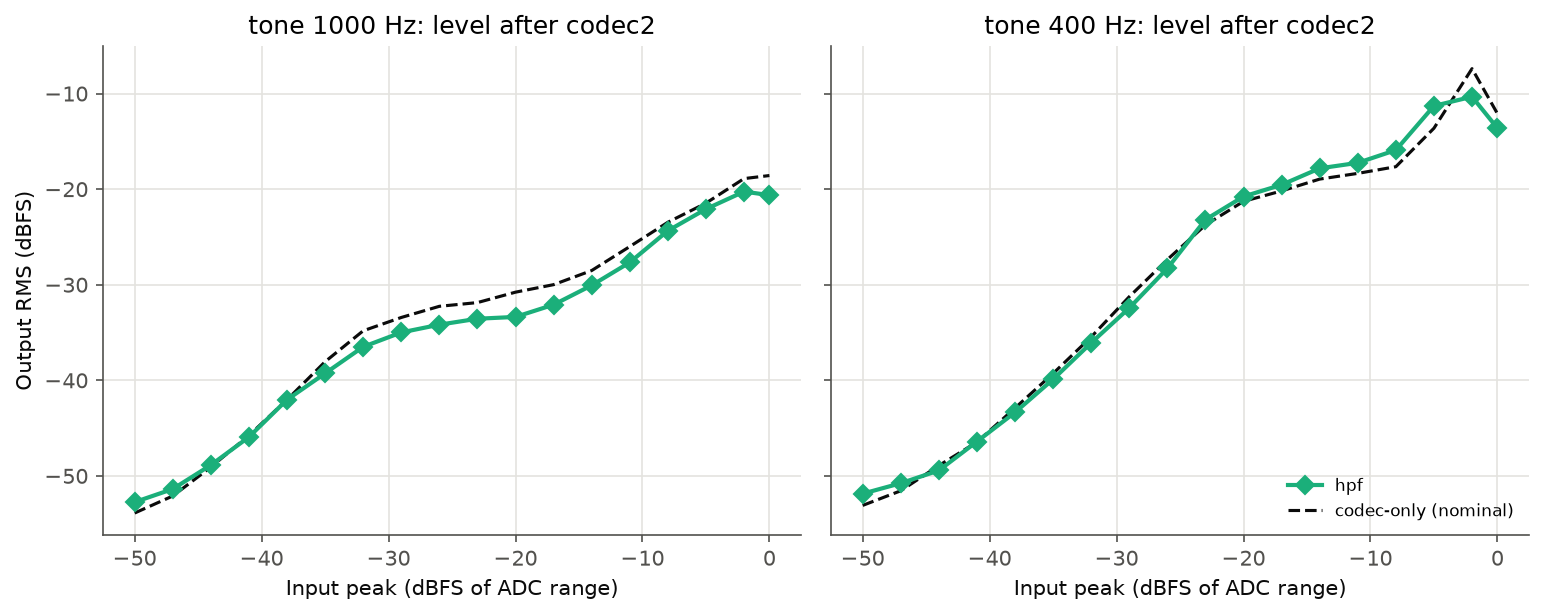 tone 1000 Hz: level after codec2
tone 400 Hz: level after codec2
Output RMS (dBFS)
−10
−20
−30
−40
−50
−50
−40
−30
−20
−10
0
−50
−40
−30
−20
−10
0
hpf
codec-only (nominal)
Input peak (dBFS of ADC range)
Input peak (dBFS of ADC range)